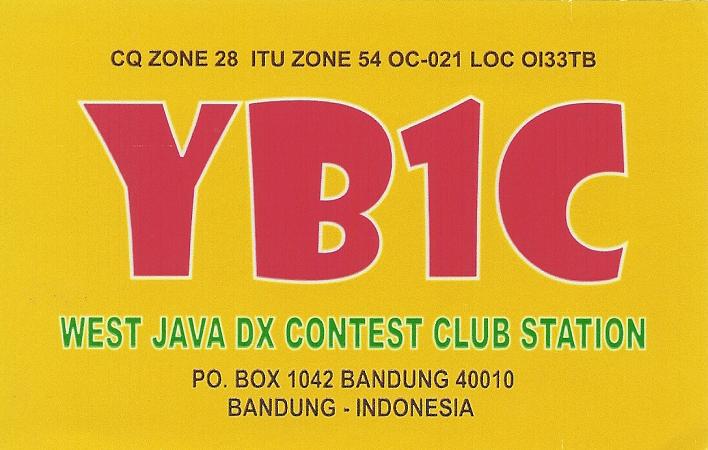 CQ ZONE 28 ITU ZONE 54 OC-021 LOC OI33TB
YB1C
WEST JAVA DX CONTEST CLUB STATION
PO. BOX 1042 BANDUNG 40010
BANDUNG - INDONESIA